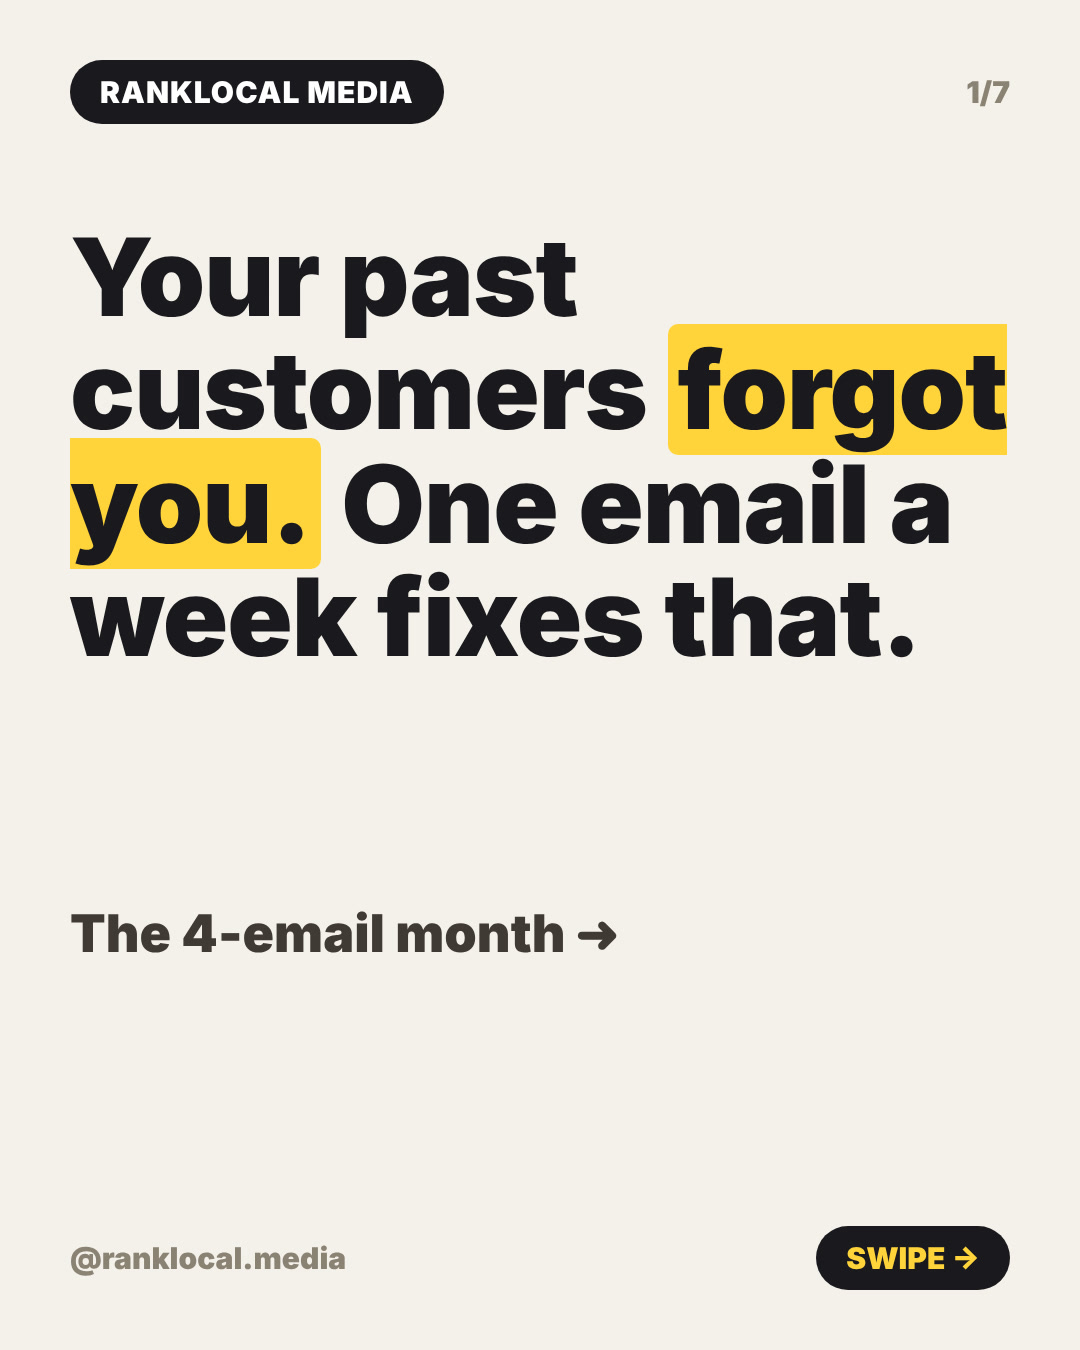 RANKLOCAL MEDIA
1/7
Your past
customers forgot
you. One email a
week fixes that.
The 4-email month ➜
@ranklocal.media
SWIPE →